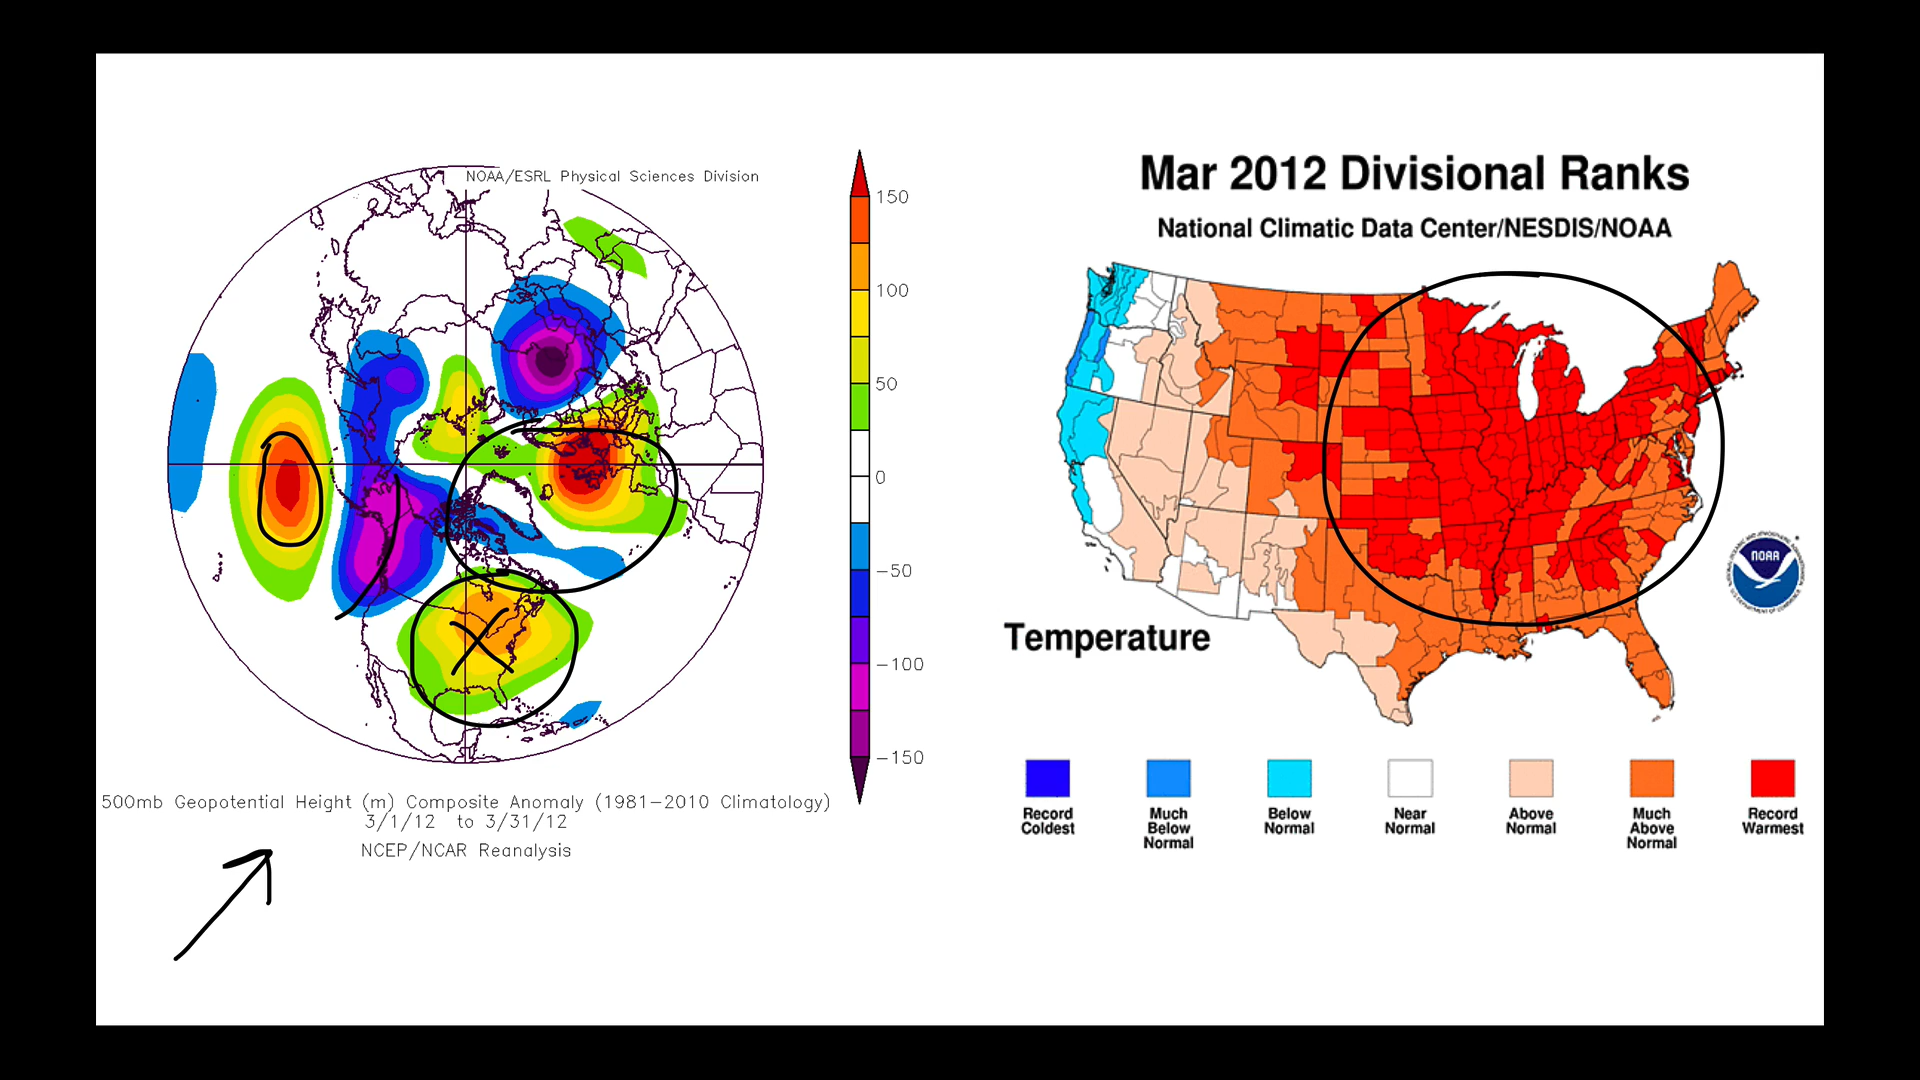 NOAA/ESRL Physical Sciences Division
150
100
50
0
−50
−100
−150
500mb Geopotential Height (m) Composite Anomaly (1981−2010 Climatology)
3/1/12 to 3/31/12
NCEP/NCAR Reanalysis
Mar 2012 Divisional Ranks
National Climatic Data Center/NESDIS/NOAA
NOAA
Temperature
Record Coldest
Much Below Normal
Below Normal
Near Normal
Above Normal
Much Above Normal
Record Warmest